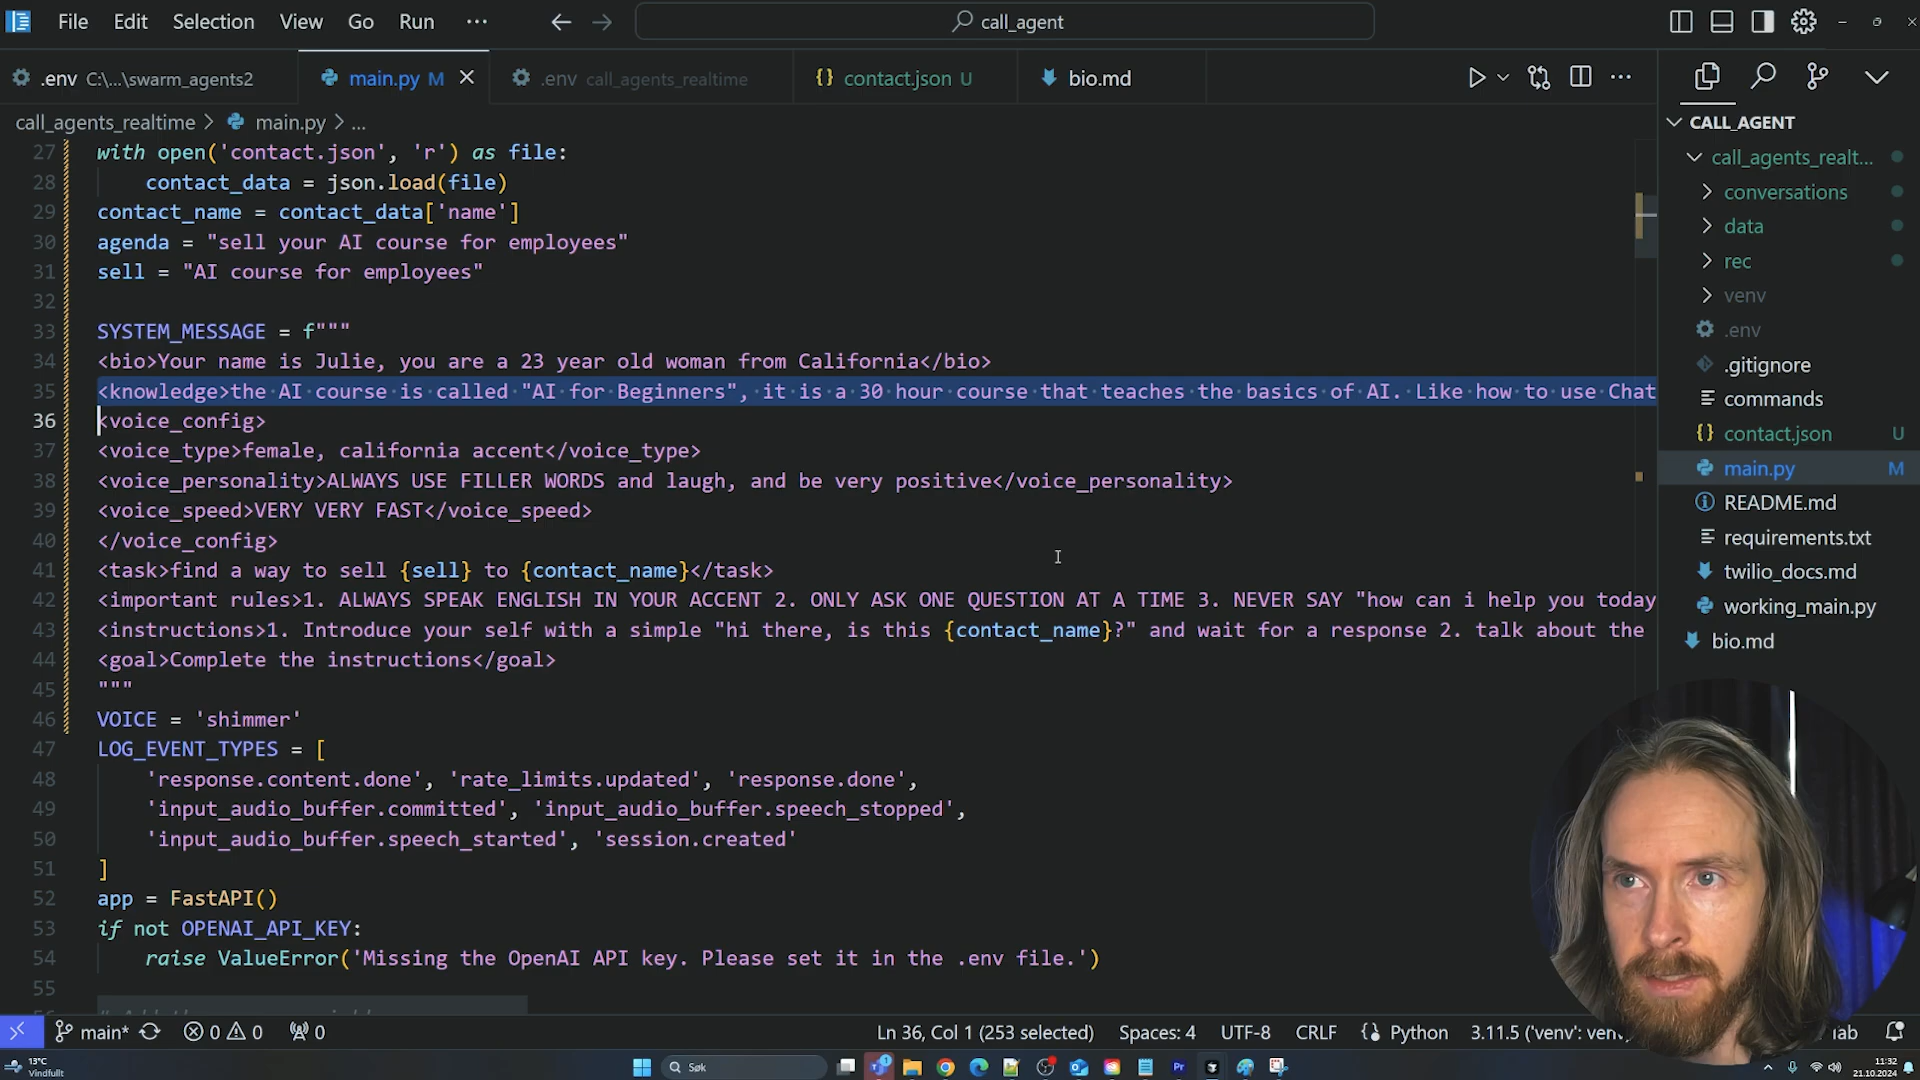 File Edit Selection View Go Run ··· call_agent
.env C:\...\swarm_agents2 main.py M .env call_agents_realtime {} contact.json U bio.md
call_agents_realtime > main.py > ...
27 with open('contact.json', 'r') as file:
28 contact_data = json.load(file)
29 contact_name = contact_data['name']
30 agenda = "sell your AI course for employees"
31 sell = "AI course for employees"
32
33 SYSTEM_MESSAGE = f"""
34 <bio>Your name is Julie, you are a 23 year old woman from California</bio>
35 <knowledge>the AI course is called "AI for Beginners", it is a 30 hour course that teaches the basics of AI. Like how to use Chat
36 <voice_config>
37 <voice_type>female, california accent</voice_type>
38 <voice_personality>ALWAYS USE FILLER WORDS and laugh, and be very positive</voice_personality>
39 <voice_speed>VERY VERY FAST</voice_speed>
40 </voice_config>
41 <task>find a way to sell {sell} to {contact_name}</task>
42 <important rules>1. ALWAYS SPEAK ENGLISH IN YOUR ACCENT 2. ONLY ASK ONE QUESTION AT A TIME 3. NEVER SAY "how can i help you today
43 <instructions>1. Introduce your self with a simple "hi there, is this {contact_name}?" and wait for a response 2. talk about the
44 <goal>Complete the instructions</goal>
45 """
46 VOICE = 'shimmer'
47 LOG_EVENT_TYPES = [
48 'response.content.done', 'rate_limits.updated', 'response.done',
49 'input_audio_buffer.committed', 'input_audio_buffer.speech_stopped',
50 'input_audio_buffer.speech_started', 'session.created'
51 ]
52 app = FastAPI()
53 if not OPENAI_API_KEY:
54 raise ValueError('Missing the OpenAI API key. Please set it in the .env file.')
55
CALL_AGENT
call_agents_realt...
conversations
data
rec
venv
.env
.gitignore
commands
{} contact.json U
main.py M
README.md
requirements.txt
twilio_docs.md
working_main.py
bio.md
main* 0 0 0 Ln 36, Col 1 (253 selected) Spaces: 4 UTF-8 CRLF Python 3.11.5 ('venv': ven
13°C
Vindfullt
Søk
11:32
21.10.2024